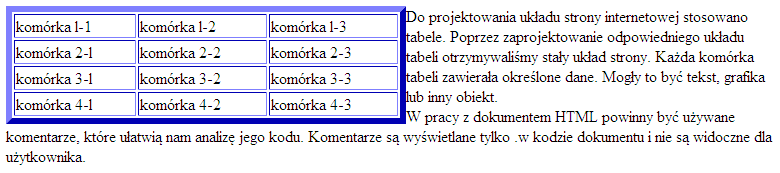 komórka 1-1 komórka 1-2 komórka 1-3
komórka 2-1 komórka 2-2 komórka 2-3
komórka 3-1 komórka 3-2 komórka 3-3
komórka 4-1 komórka 4-2 komórka 4-3
Do projektowania układu strony internetowej stosowano
tabele. Poprzez zaprojektowanie odpowiedniego układu
tabeli otrzymywaliśmy stały układ strony. Każda komórka
tabeli zawierała określone dane. Mogły to być tekst, grafika
lub inny obiekt.
W pracy z dokumentem HTML powinny być używane
komentarze, które ułatwią nam analizę jego kodu. Komentarze są wyświetlane tylko .w kodzie dokumentu i nie są widoczne dla
użytkownika.